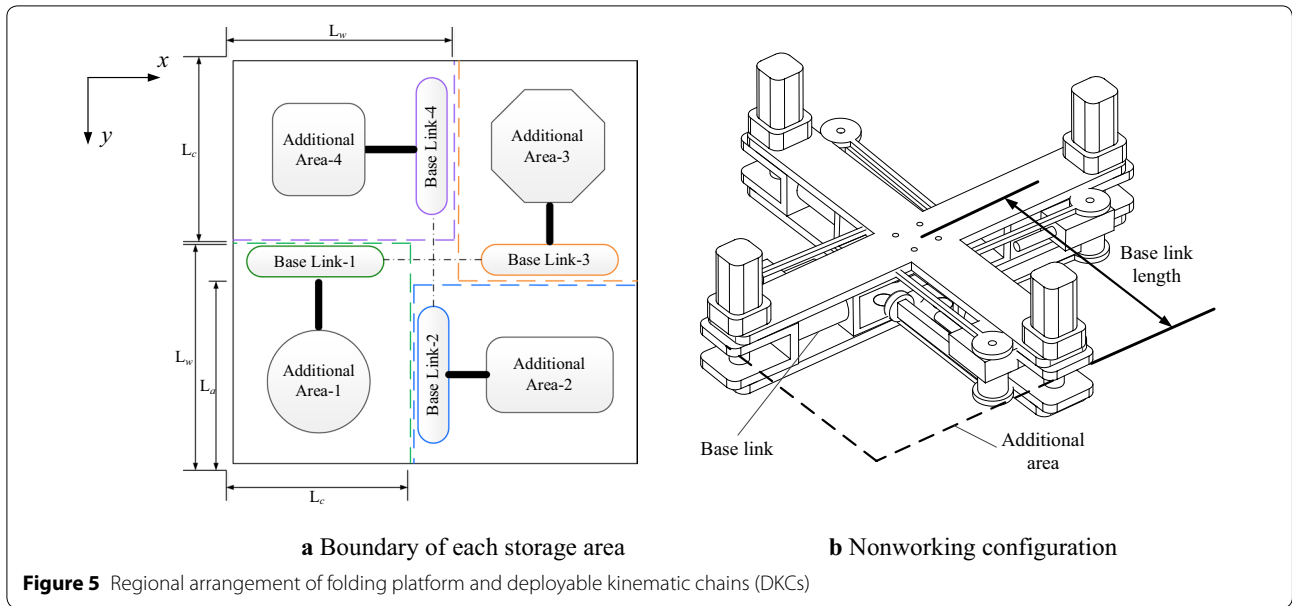 L_w
x
y
L_c
Additional
Area-4
Base Link-4
Additional
Area-3
Base Link-1
Base Link-3
L_w
L_a
Additional
Area-1
Base Link-2
Additional
Area-2
L_c
Base link
length
Base link
Additional
area
a Boundary of each storage area
b Nonworking configuration
Figure 5 Regional arrangement of folding platform and deployable kinematic chains (DKCs)